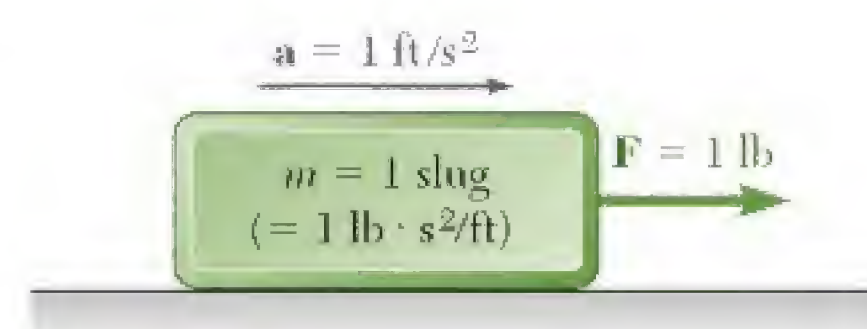 a = 1 ft/s²
m = 1 slug
(= 1 lb · s²/ft)
F = 1 lb